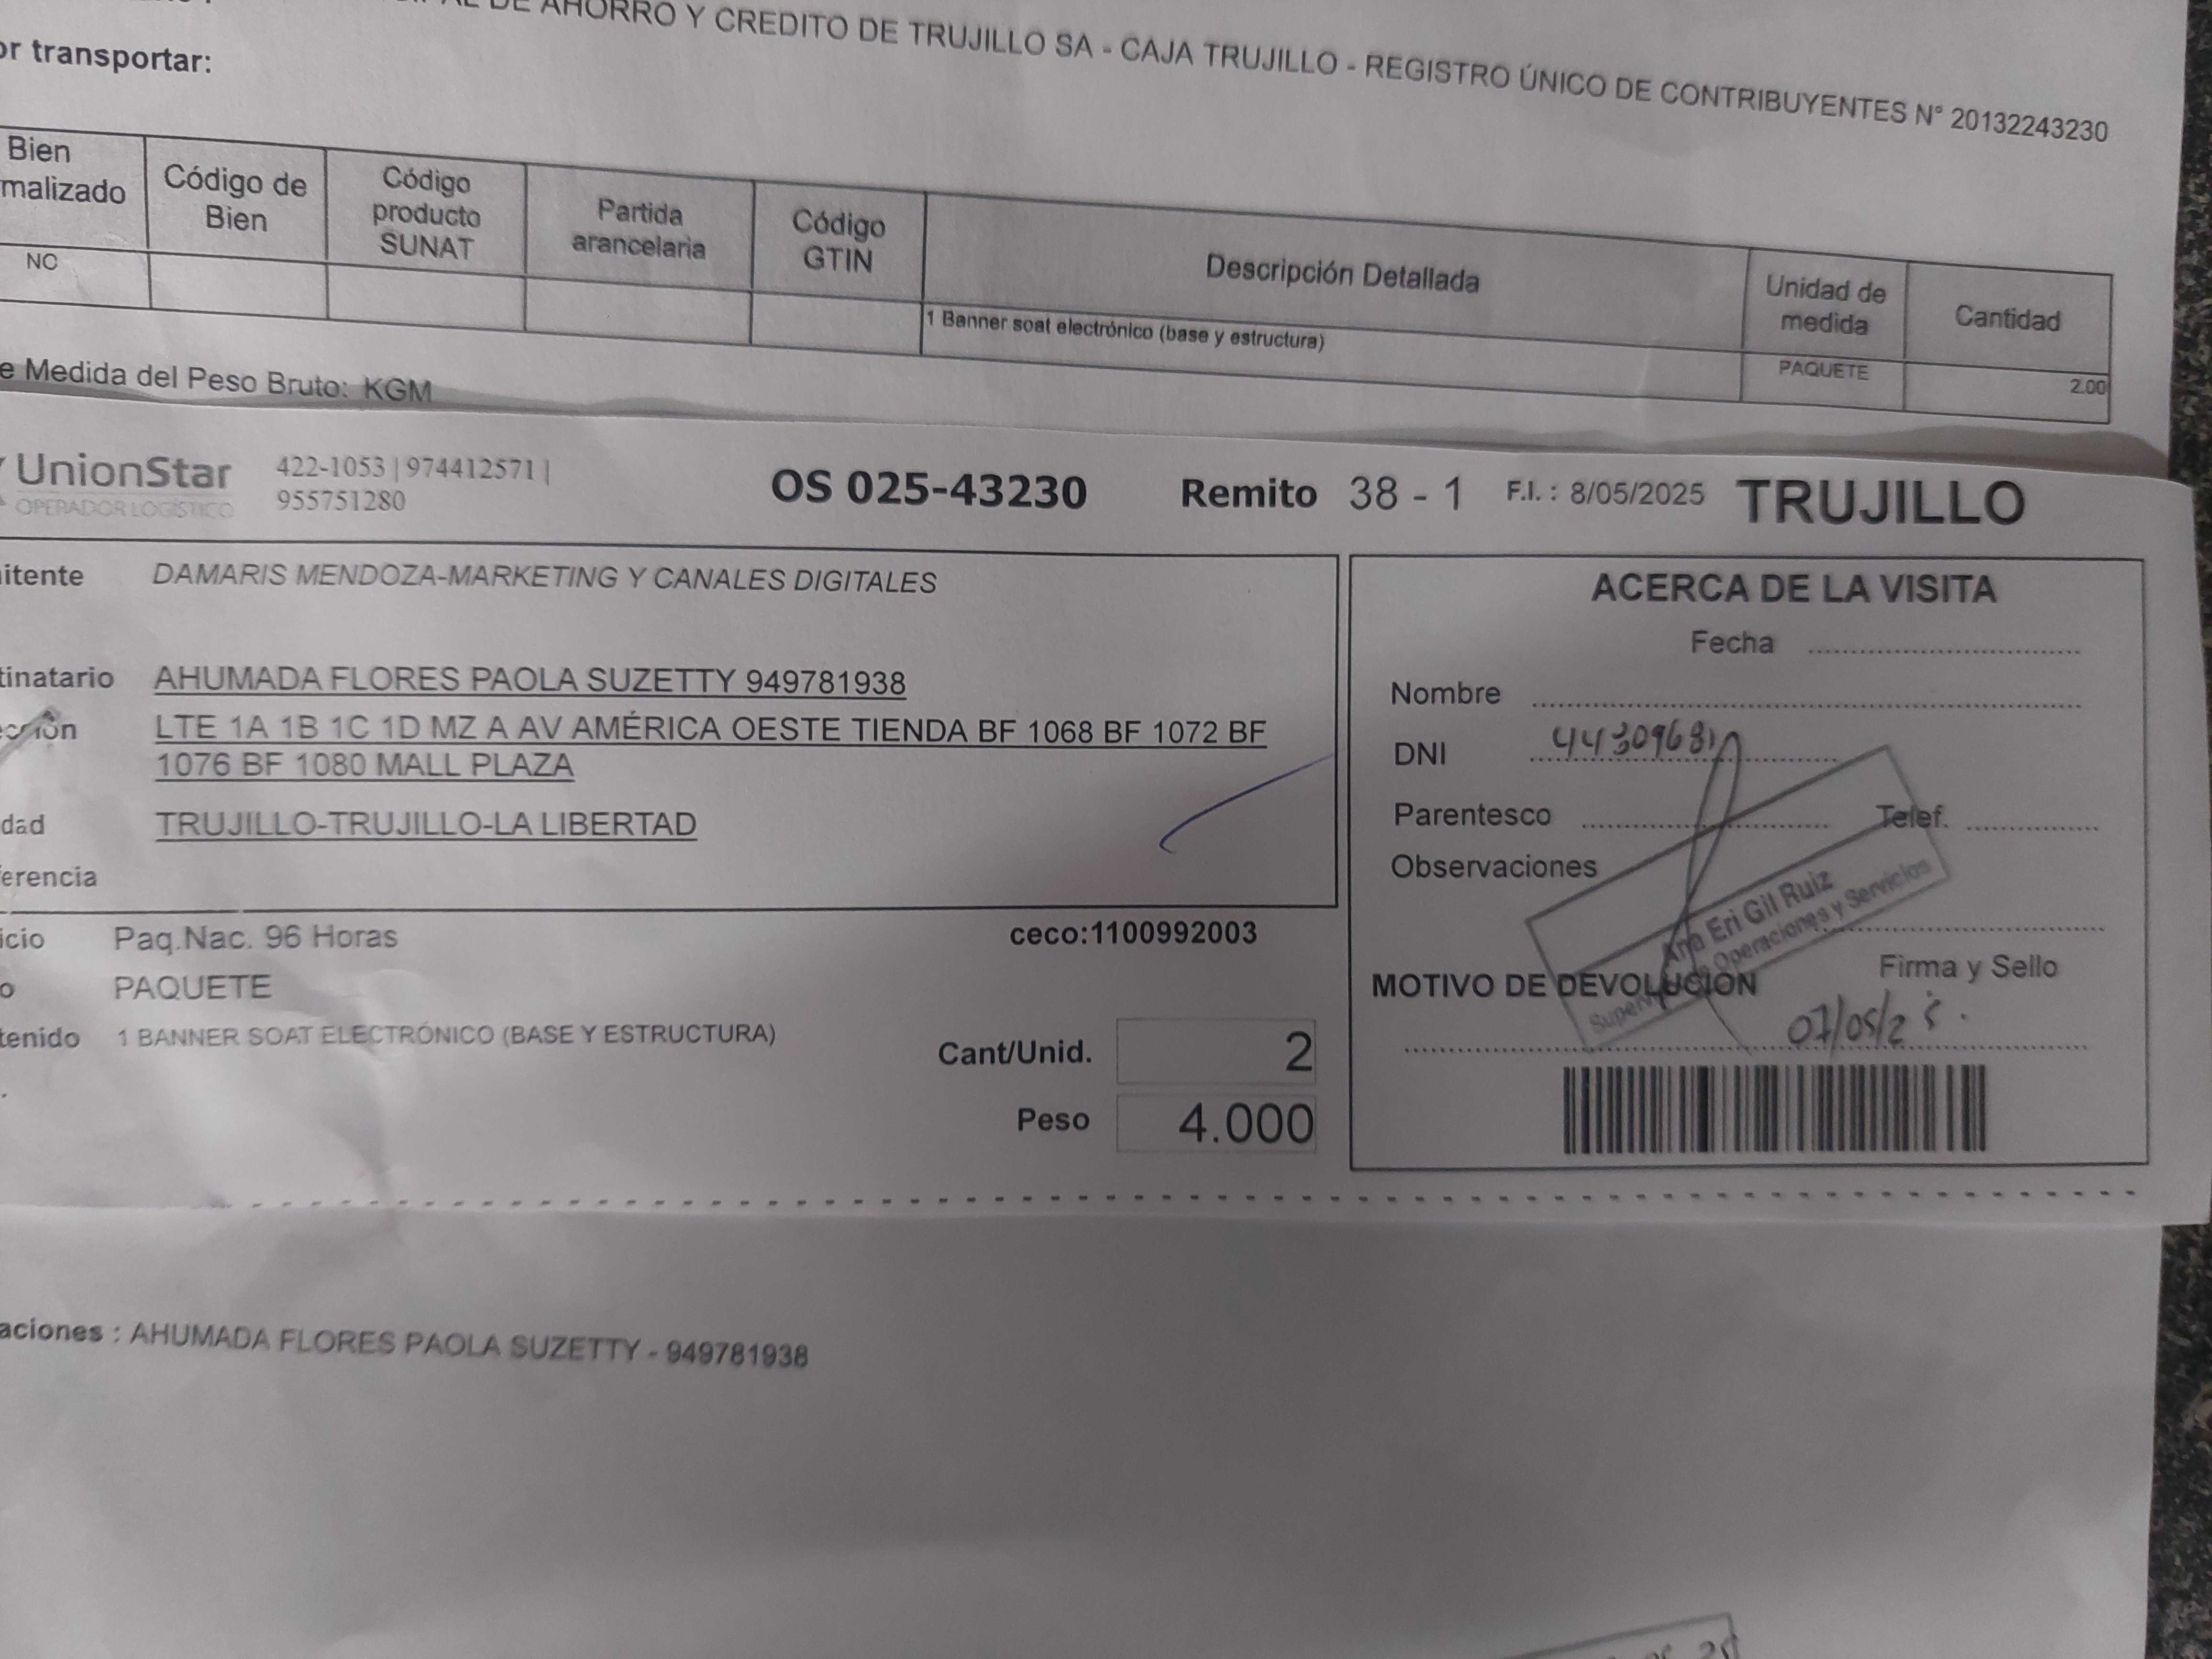 DE AHORRO Y CREDITO DE TRUJILLO SA - CAJA TRUJILLO - REGISTRO ÚNICO DE CONTRIBUYENTES N° 20132243230
or transportar:
Bien
malizado
Código de
Bien
Código
producto
SUNAT
Partida
arancelaria
Código
GTIN
Descripción Detallada
Unidad de
medida
Cantidad
NO
1 Banner soat electrónico (base y estructura)
PAQUETE
2.00
e Medida del Peso Bruto: KGM
UnionStar
OPERADOR LOGÍSTICO
422-1053 | 974412571 |
955751280
OS 025-43230
Remito 38 - 1
F.I. : 8/05/2025
TRUJILLO
itente DAMARIS MENDOZA-MARKETING Y CANALES DIGITALES
tinatario AHUMADA FLORES PAOLA SUZETTY 949781938
cción LTE 1A 1B 1C 1D MZ A AV AMÉRICA OESTE TIENDA BF 1068 BF 1072 BF
1076 BF 1080 MALL PLAZA
dad TRUJILLO-TRUJILLO-LA LIBERTAD
erencia
icio Paq.Nac. 96 Horas
ceco:1100992003
o PAQUETE
tenido 1 BANNER SOAT ELECTRÓNICO (BASE Y ESTRUCTURA)
Cant/Unid. 2
Peso 4.000
ACERCA DE LA VISITA
Fecha
Nombre
DNI 44309681
Parentesco Telef.
Observaciones
Ana Eri Gil Ruiz
Operaciones y Servicios
Firma y Sello
MOTIVO DE DEVOLUCION
07/05/25.
aciones : AHUMADA FLORES PAOLA SUZETTY - 949781938